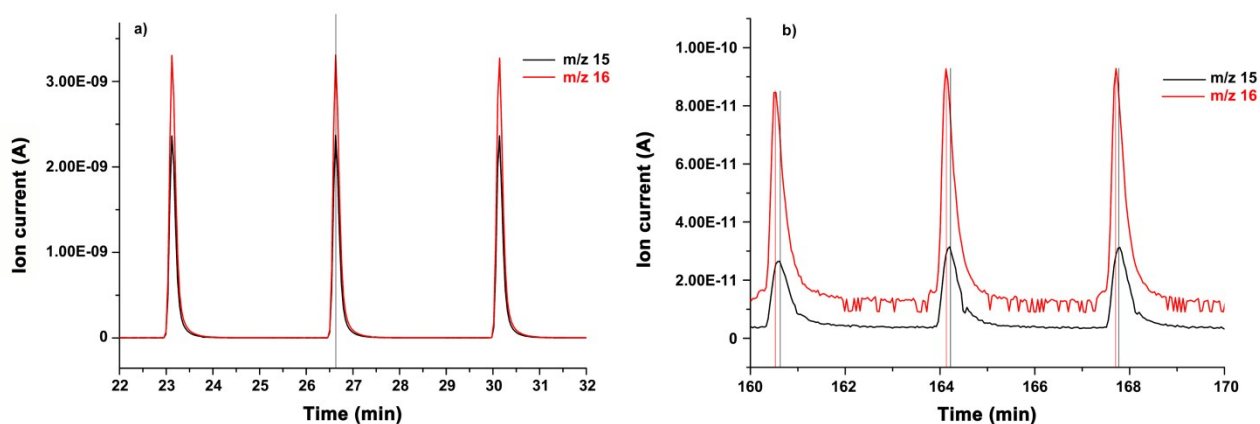 a)
m/z 15
m/z 16
3.00E-09
2.00E-09
1.00E-09
0
Ion current (A)
22 23 24 25 26 27 28 29 30 31 32
Time (min)
b)
m/z 15
m/z 16
1.00E-10
8.00E-11
6.00E-11
4.00E-11
2.00E-11
0
Ion current (A)
160 162 164 166 168 170
Time (min)